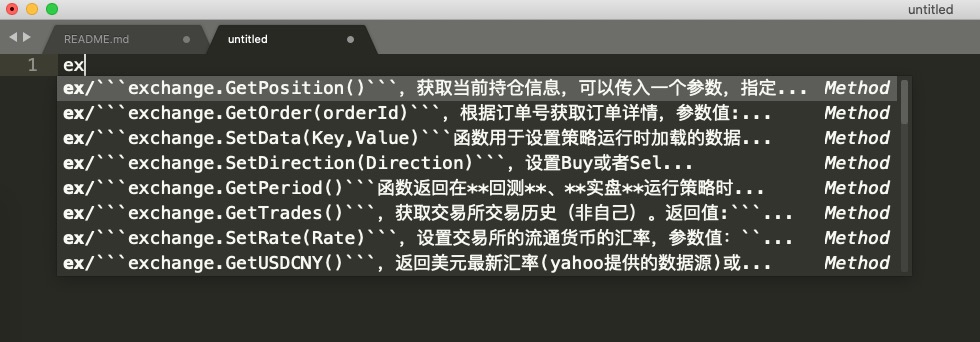 untitled
README.md
untitled
1 ex
ex/```exchange.GetPosition()```, 获取当前持仓信息, 可以传入一个参数, 指定... Method
ex/```exchange.GetOrder(orderId)```, 根据订单号获取订单详情, 参数值:... Method
ex/```exchange.SetData(Key,Value)```函数用于设置策略运行时加载的数据... Method
ex/```exchange.SetDirection(Direction)```, 设置Buy或者Sel... Method
ex/```exchange.GetPeriod()```函数返回在**回测**、**实盘**运行策略时... Method
ex/```exchange.GetTrades()```, 获取交易所交易历史（非自己）。返回值:```... Method
ex/```exchange.SetRate(Rate)```, 设置交易所的流通货币的汇率, 参数值: ``... Method
ex/```exchange.GetUSDCNY()```, 返回美元最新汇率(yahoo提供的数据源)或... Method